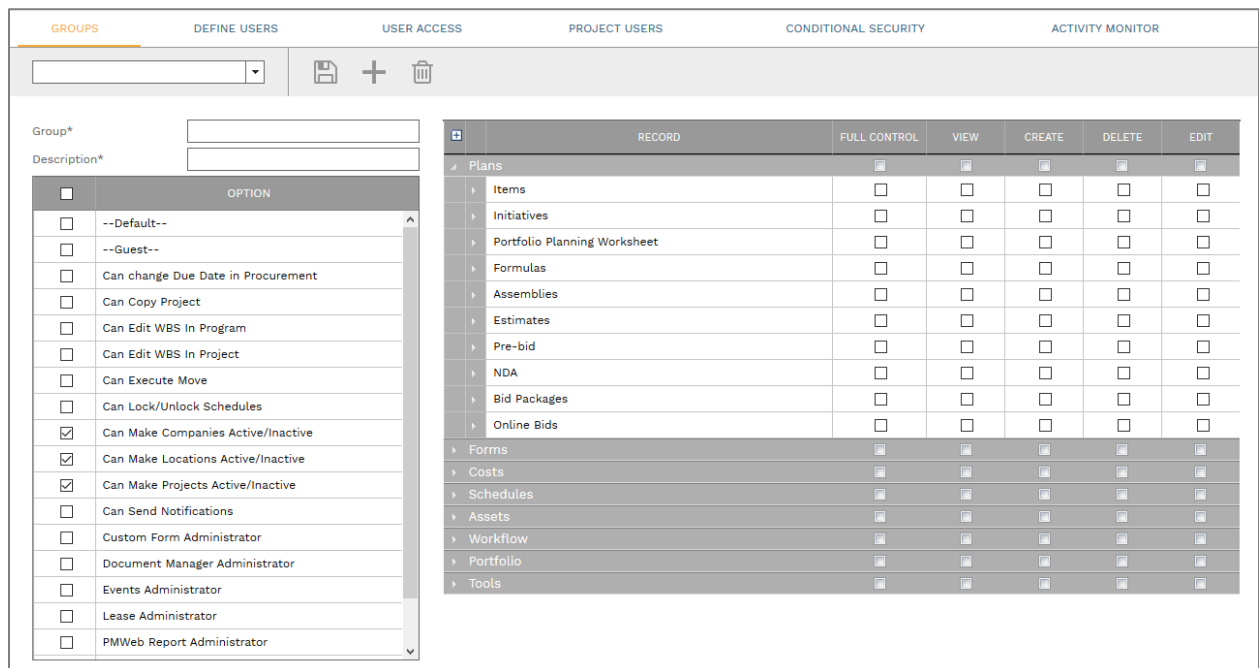 GROUPS DEFINE USERS USER ACCESS PROJECT USERS CONDITIONAL SECURITY ACTIVITY MONITOR
Group*
Description*
OPTION
--Default--
--Guest--
Can change Due Date in Procurement
Can Copy Project
Can Edit WBS In Program
Can Edit WBS In Project
Can Execute Move
Can Lock/Unlock Schedules
Can Make Companies Active/Inactive
Can Make Locations Active/Inactive
Can Make Projects Active/Inactive
Can Send Notifications
Custom Form Administrator
Document Manager Administrator
Events Administrator
Lease Administrator
PMWeb Report Administrator
RECORD FULL CONTROL VIEW CREATE DELETE EDIT
Plans
Items
Initiatives
Portfolio Planning Worksheet
Formulas
Assemblies
Estimates
Pre-bid
NDA
Bid Packages
Online Bids
Forms
Costs
Schedules
Assets
Workflow
Portfolio
Tools